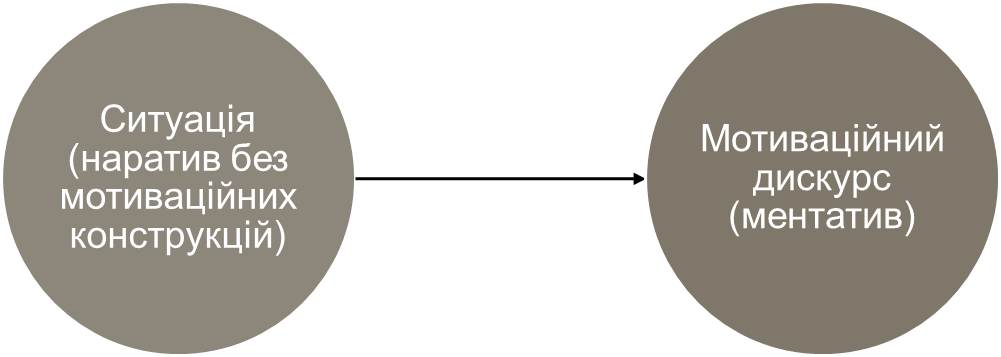 Ситуація
(наратив без
мотиваційних
конструкцій)
Мотиваційний
дискурс
(ментатив)